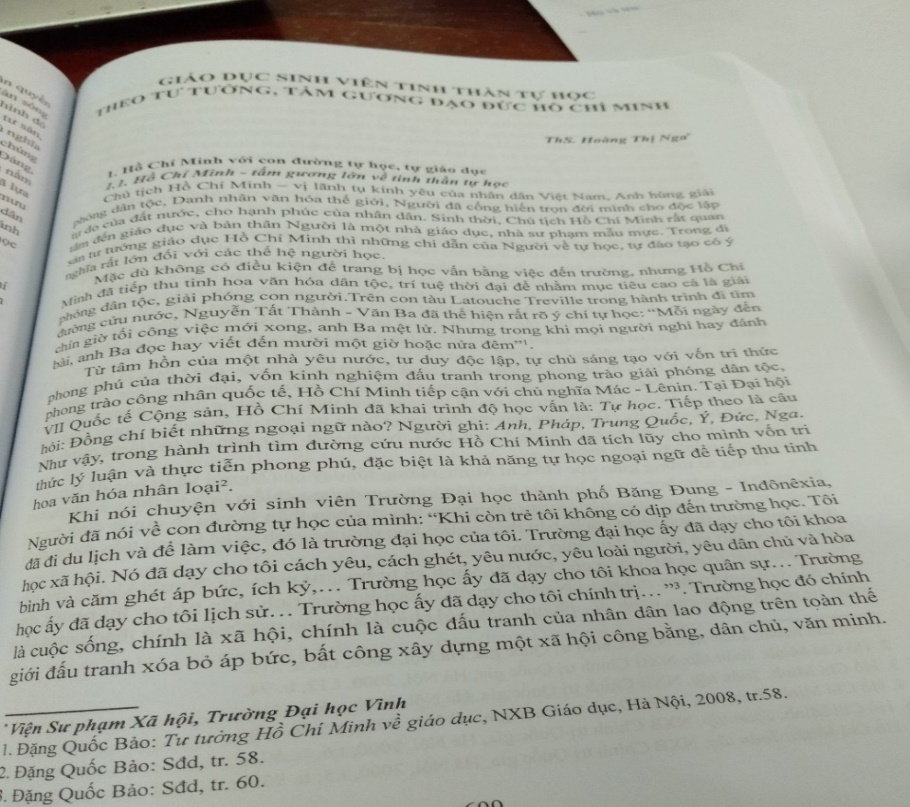 GIÁO DỤC SINH VIÊN TINH THẦN TỰ HỌC
THEO TƯ TƯỞNG, TẤM GƯƠNG ĐẠO ĐỨC HỒ CHÍ MINH
ThS. Hoàng Thị Nga*
1. Hồ Chí Minh với con đường tự học, tự giáo dục
1.1. Hồ Chí Minh - tấm gương lớn về tinh thần tự học
Chủ tịch Hồ Chí Minh – vị lãnh tụ kính yêu của nhân dân Việt Nam, Anh hùng giải
phóng dân tộc, Danh nhân văn hóa thế giới, Người đã cống hiến trọn đời mình cho độc lập
tự do của đất nước, cho hạnh phúc của nhân dân. Sinh thời, Chủ tịch Hồ Chí Minh rất quan
tâm đến giáo dục và bản thân Người là một nhà giáo dục, nhà sư phạm mẫu mực. Trong di
sản tư tưởng giáo dục Hồ Chí Minh thì những chỉ dẫn của Người về tự học, tự đào tạo có ý
nghĩa rất lớn đối với các thế hệ người học.
Mặc dù không có điều kiện để trang bị học vấn bằng việc đến trường, nhưng Hồ Chí
Minh đã tiếp thu tinh hoa văn hóa dân tộc, trí tuệ thời đại để nhằm mục tiêu cao cả là giải
phóng dân tộc, giải phóng con người.Trên con tàu Latouche Treville trong hành trình đi tìm
đường cứu nước, Nguyễn Tất Thành - Văn Ba đã thể hiện rất rõ ý chí tự học: “Mỗi ngày đến
chín giờ tối công việc mới xong, anh Ba mệt lử. Nhưng trong khi mọi người nghỉ hay đánh
bài, anh Ba đọc hay viết đến mười một giờ hoặc nửa đêm”¹.
Từ tâm hồn của một nhà yêu nước, tư duy độc lập, tự chủ sáng tạo với vốn tri thức
phong phú của thời đại, vốn kinh nghiệm đấu tranh trong phong trào giải phóng dân tộc,
phong trào công nhân quốc tế, Hồ Chí Minh tiếp cận với chủ nghĩa Mác - Lênin. Tại Đại hội
VII Quốc tế Cộng sản, Hồ Chí Minh đã khai trình độ học vấn là: Tự học. Tiếp theo là câu
hỏi: Đồng chí biết những ngoại ngữ nào? Người ghi: Anh, Pháp, Trung Quốc, Ý, Đức, Nga.
Như vậy, trong hành trình tìm đường cứu nước Hồ Chí Minh đã tích lũy cho mình vốn tri
thức lý luận và thực tiễn phong phú, đặc biệt là khả năng tự học ngoại ngữ để tiếp thu tinh
hoa văn hóa nhân loại².
Khi nói chuyện với sinh viên Trường Đại học thành phố Băng Đung - Inđônêxia,
Người đã nói về con đường tự học của mình: “Khi còn trẻ tôi không có dịp đến trường học. Tôi
đã đi du lịch và để làm việc, đó là trường đại học của tôi. Trường đại học ấy đã dạy cho tôi khoa
học xã hội. Nó đã dạy cho tôi cách yêu, cách ghét, yêu nước, yêu loài người, yêu dân chủ và hòa
bình và căm ghét áp bức, ích kỷ,... Trường học ấy đã dạy cho tôi khoa học quân sự... Trường
học ấy đã dạy cho tôi lịch sử... Trường học ấy đã dạy cho tôi chính trị...”³. Trường học đó chính
là cuộc sống, chính là xã hội, chính là cuộc đấu tranh của nhân dân lao động trên toàn thế
giới đấu tranh xóa bỏ áp bức, bất công xây dựng một xã hội công bằng, dân chủ, văn minh.
* Viện Sư phạm Xã hội, Trường Đại học Vinh
1. Đặng Quốc Bảo: Tư tưởng Hồ Chí Minh về giáo dục, NXB Giáo dục, Hà Nội, 2008, tr.58.
2. Đặng Quốc Bảo: Sđd, tr. 58.
3. Đặng Quốc Bảo: Sđd, tr. 60.